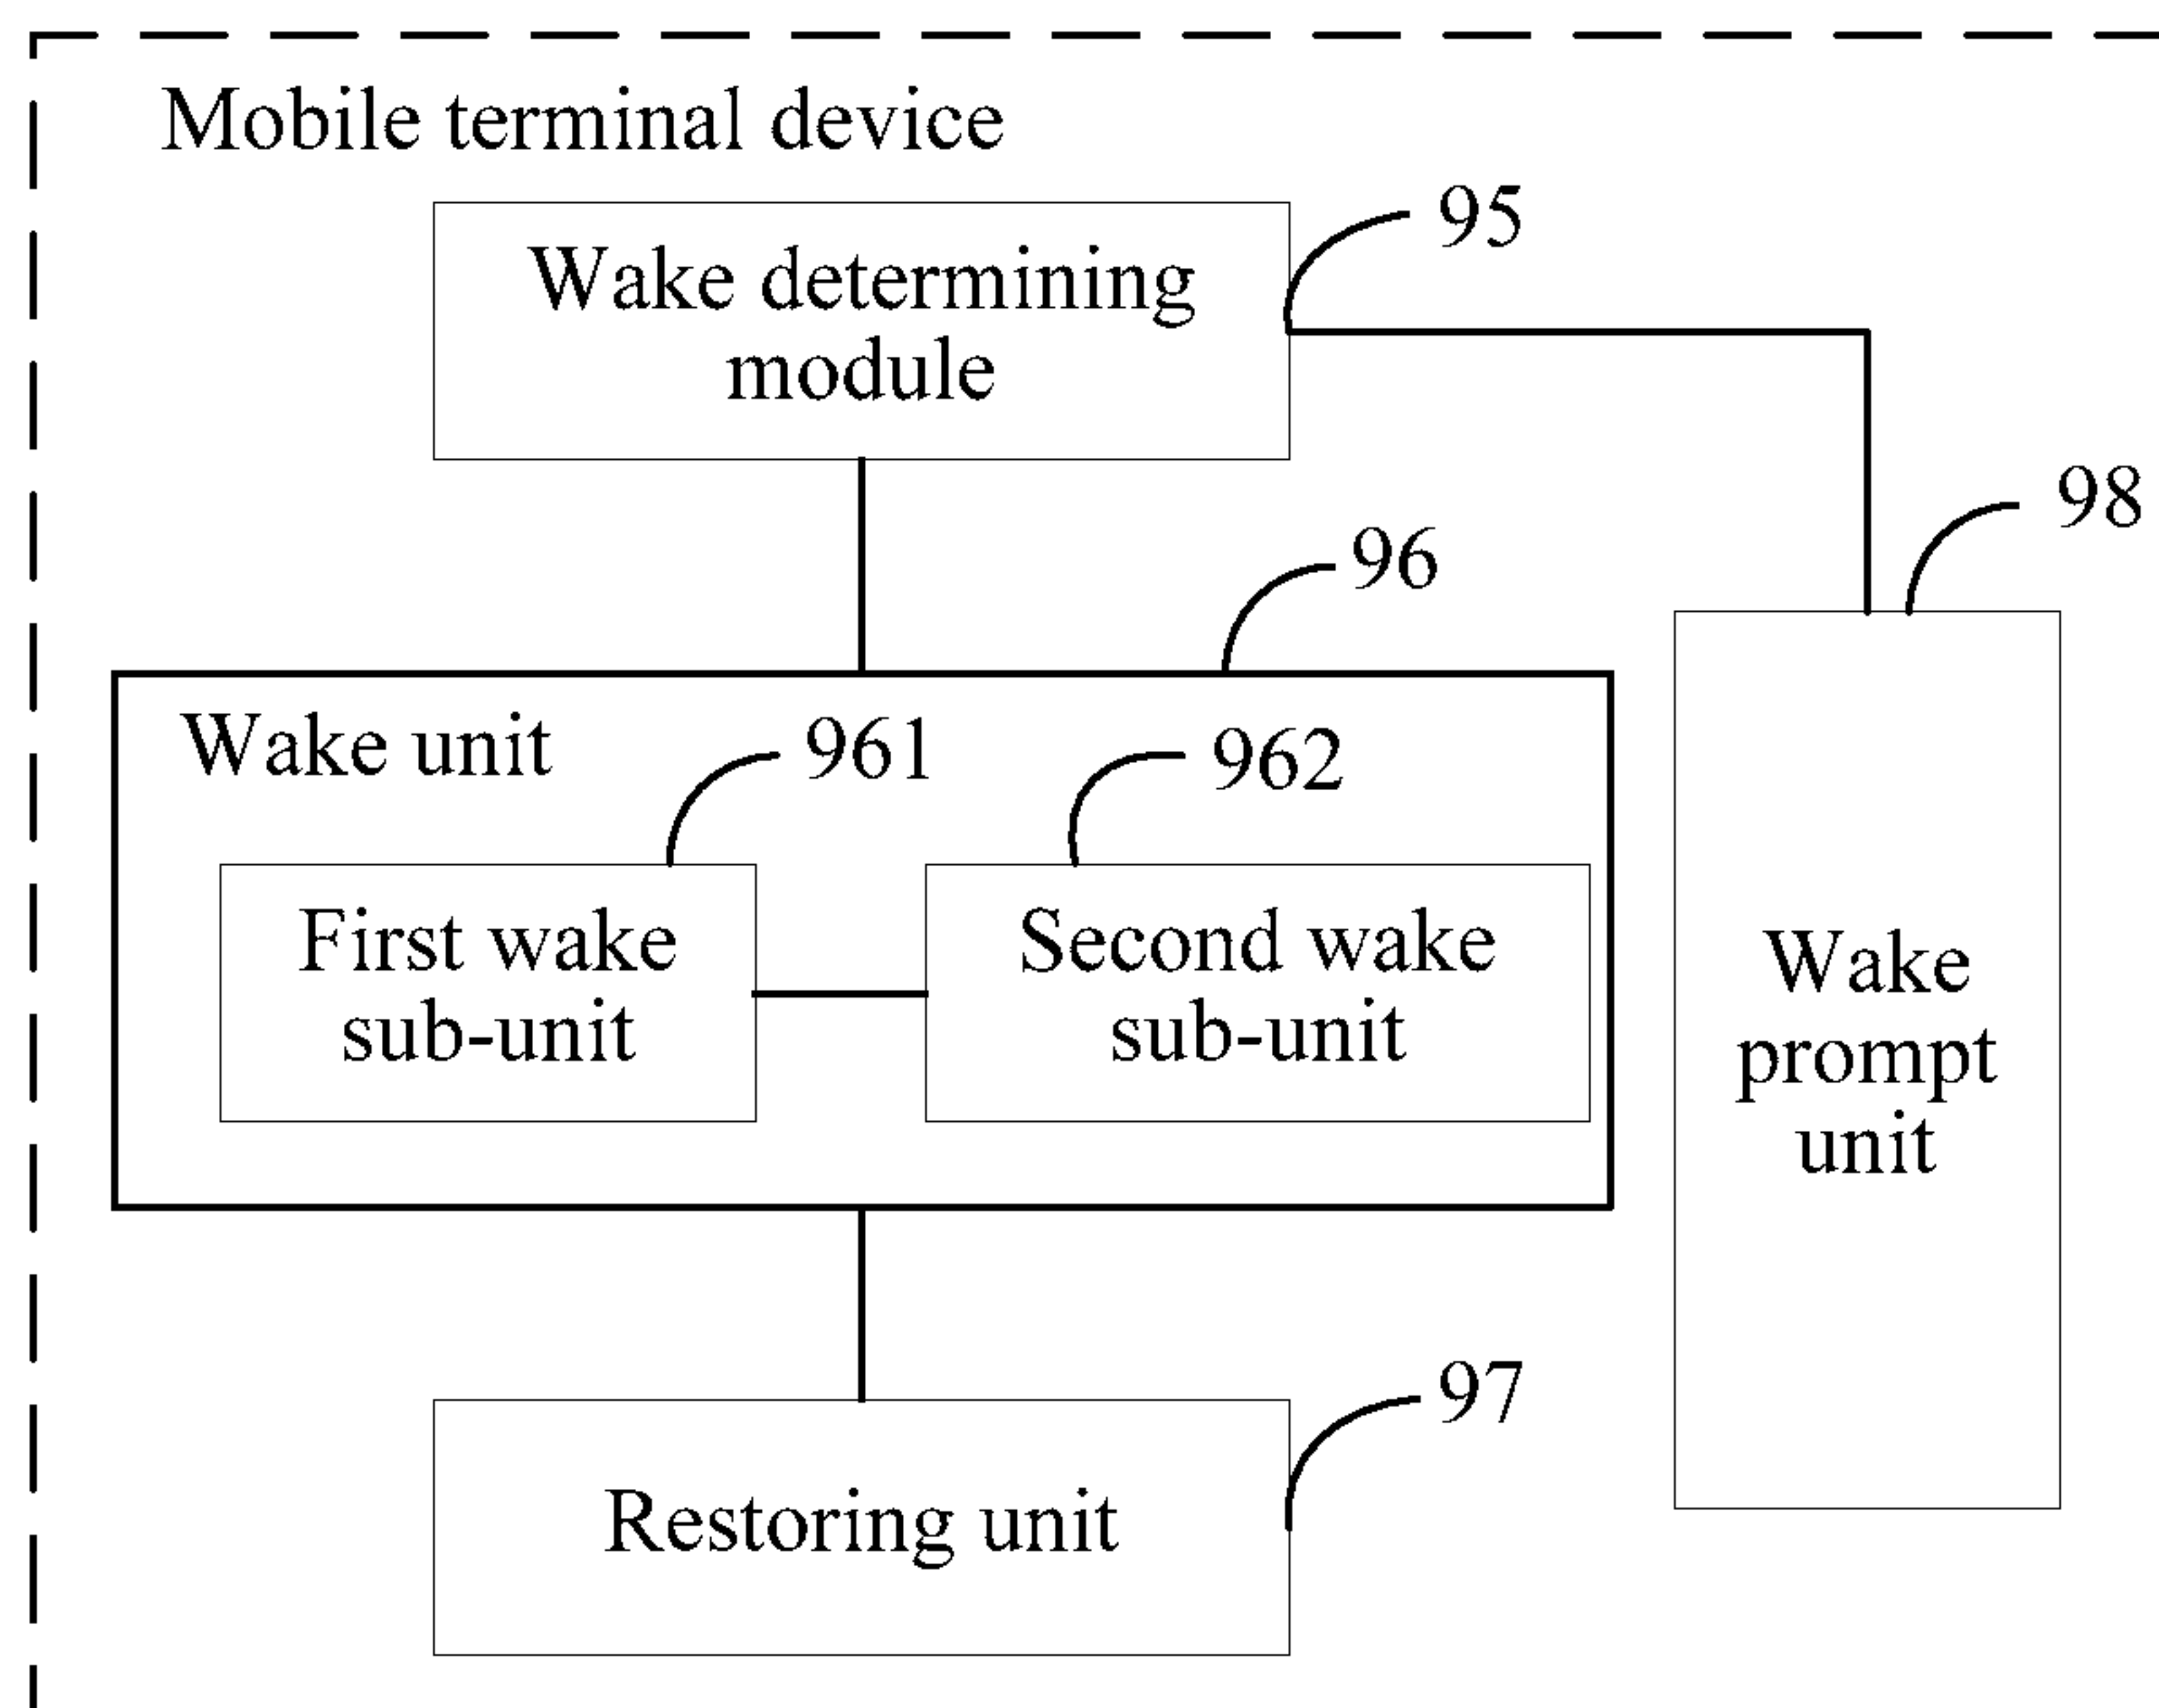 Mobile terminal device
95
Wake determining
module
98
96
Wake unit
961
962
First wake
sub-unit
Second wake
sub-unit
Wake
prompt
unit
97
Restoring unit